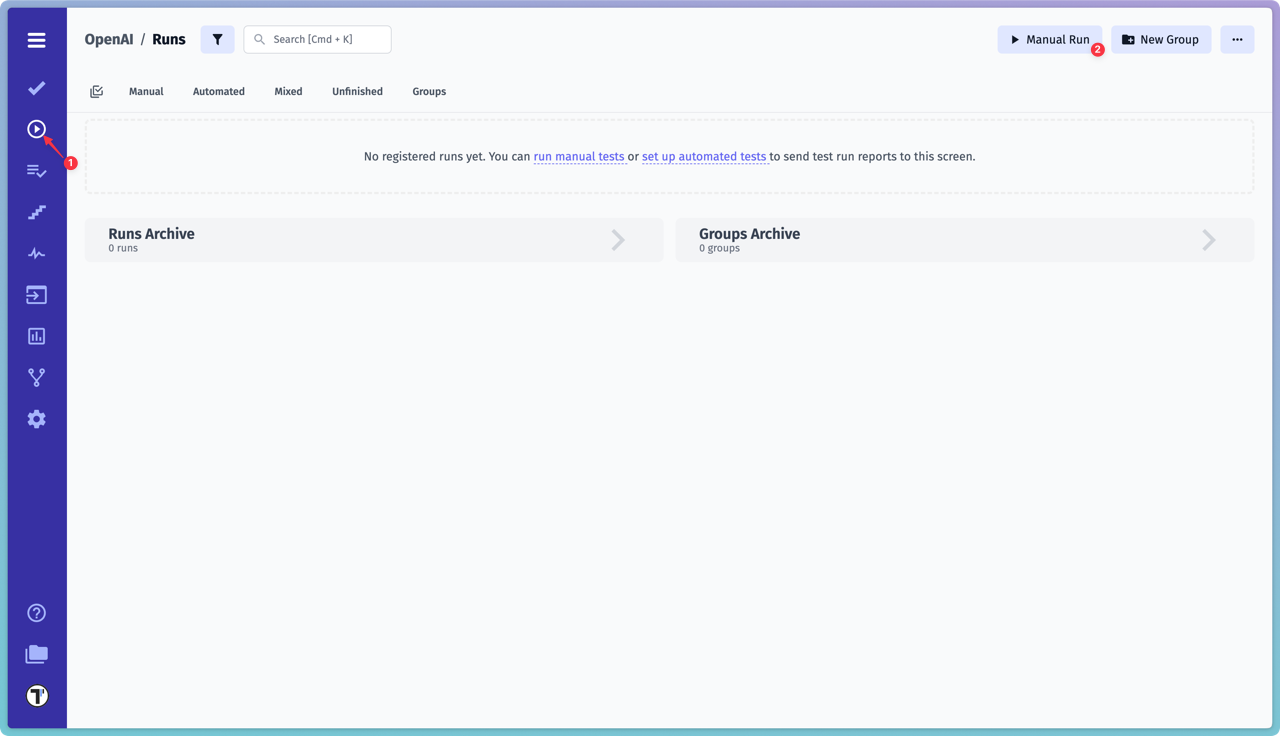 OpenAI / Runs
Search [Cmd + K]
Manual Run
2
New Group
Manual
Automated
Mixed
Unfinished
Groups
1
No registered runs yet. You can run manual tests or set up automated tests to send test run reports to this screen.
Runs Archive
0 runs
Groups Archive
0 groups
T